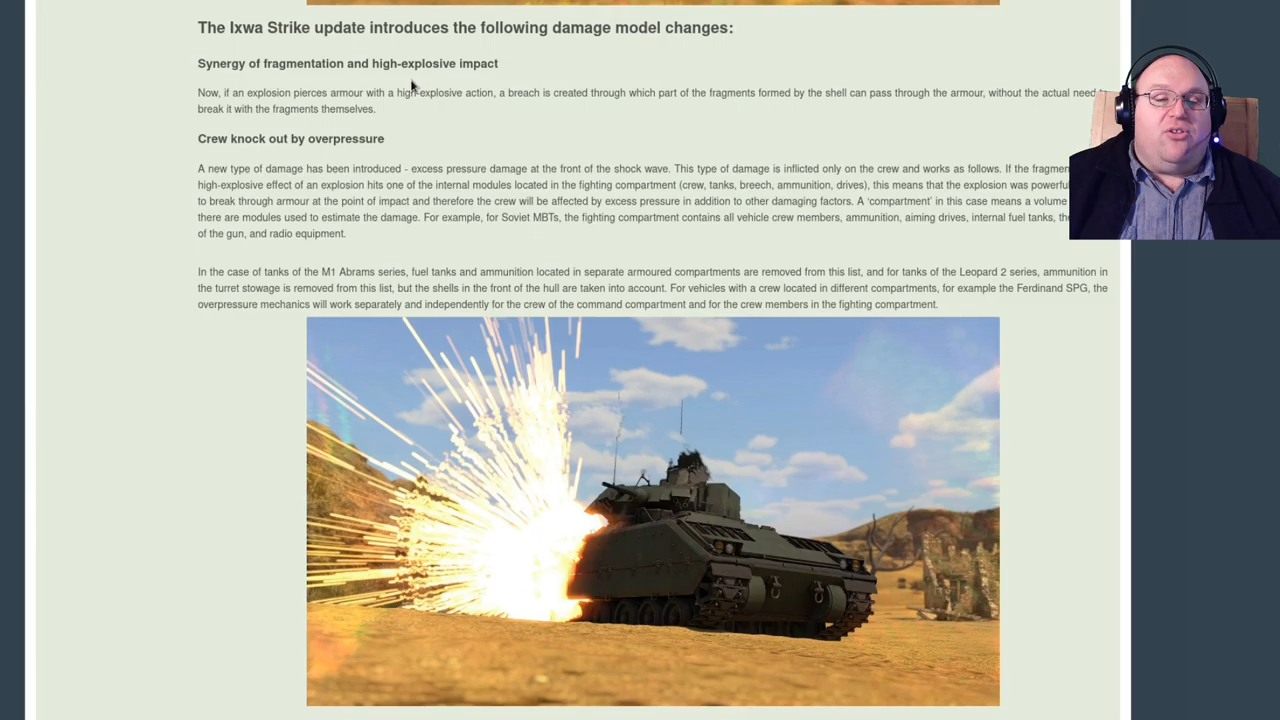 The Ixwa Strike update introduces the following damage model changes:
Synergy of fragmentation and high-explosive impact
Now, if an explosion pierces armour with a high-explosive action, a breach is created through which part of the fragments formed by the shell can pass through the armour, without the actual need to
break it with the fragments themselves.
Crew knock out by overpressure
A new type of damage has been introduced - excess pressure damage at the front of the shock wave. This type of damage is inflicted only on the crew and works as follows. If the
high-explosive effect of an explosion hits one of the internal modules located in the fighting compartment (crew, tanks, breech, ammunition, drives), this means that the explosion was
to break through armour at the point of impact and therefore the crew will be affected by excess pressure in addition to other damaging factors. A ‘compartment’ in this case means a volume
there are modules used to estimate the damage. For example, for Soviet MBTs, the fighting compartment contains all vehicle crew members, ammunition, aiming drives, internal fuel tanks,
of the gun, and radio equipment.
In the case of tanks of the M1 Abrams series, fuel tanks and ammunition located in separate armoured compartments are removed from this list, and for tanks of the Leopard 2 series, ammunition in
the turret stowage is removed from this list, but the shells in the front of the hull are taken into account. For vehicles with a crew located in different compartments, for example the Ferdinand SPG, the
overpressure mechanics will work separately and independently for the crew of the command compartment and for the crew members in the fighting compartment.